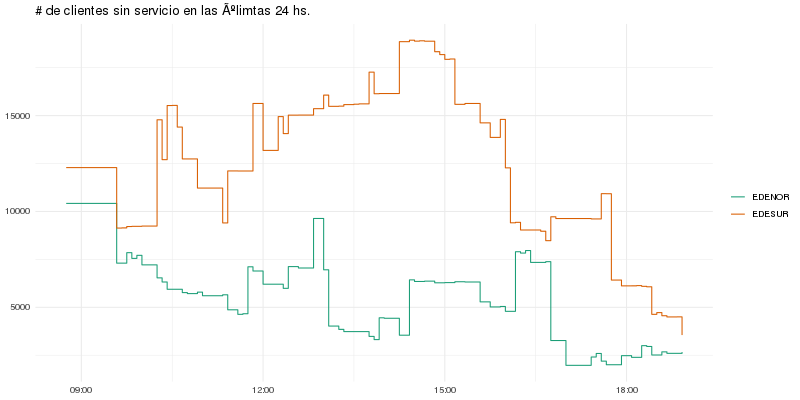 # de clientes sin servicio en las Ãºlimtas 24 hs.
15000
10000
5000
09:00
12:00
15:00
18:00
EDENOR
EDESUR